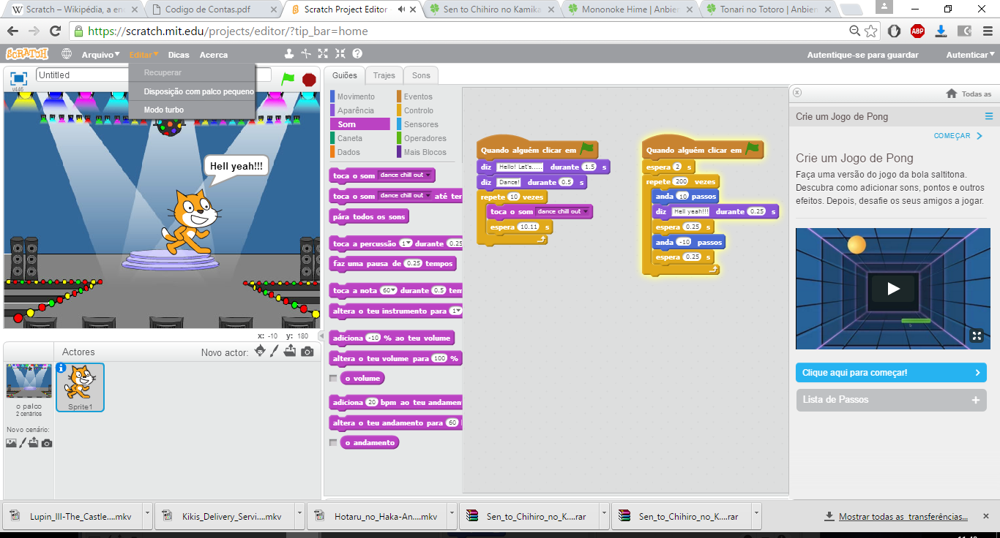 Scratch – Wikipédia, a en
Codigo de Contas.pdf
Scratch Project Editor -
Sen to Chihiro no Kamika
Mononoke Hime | Anbien
Tonari no Totoro | Anbien
https://scratch.mit.edu/projects/editor/?tip_bar=home
ABP
SCRATCH
Arquivo
Editar
Dicas
Acerca
Autentique-se para guardar
Autenticar
Recuperar
Disposição com palco pequeno
Modo turbo
Untitled
v446
Hell yeah!!!
x: -10 y: 180
Actores
Novo actor:
o palco
2 cenários
Novo cenário:
Sprite1
Guiões
Trajes
Sons
Movimento
Aparência
Som
Caneta
Dados
Eventos
Controlo
Sensores
Operadores
Mais Blocos
toca o som dance chill out
toca o som dance chill out até ter
pára todos os sons
toca a percussão 1 durante 0.25
faz uma pausa de 0.25 tempos
toca a nota 60 durante 0.5 tem
altera o teu instrumento para 1
adiciona -10 % ao teu volume
altera o teu volume para 100 %
o volume
adiciona 20 bpm ao teu andamen
altera o teu andamento para 60
o andamento
Quando alguém clicar em
diz Hello! Let's..... durante 1.5 s
diz Dance! durante 0.5 s
repete 10 vezes
toca o som dance chill out
espera 10.11 s
Quando alguém clicar em
espera 2 s
repete 200 vezes
anda 10 passos
diz Hell yeah!!! durante 0.25 s
espera 0.25 s
anda -10 passos
espera 0.25 s
Todas as
Crie um Jogo de Pong
COMEÇAR
Crie um Jogo de Pong
Faça uma versão do jogo da bola saltitona.
Descubra como adicionar sons, pontos e outros
efeitos. Depois, desafie os seus amigos a jogar.
Clique aqui para começar!
Lista de Passos
Lupin_III-The_Castle....mkv
Kikis_Delivery_Servi....mkv
Hotaru_no_Haka-An....mkv
Sen_to_Chihiro_no_K....rar
Sen_to_Chihiro_no_K....rar
Mostrar todas as transferências...